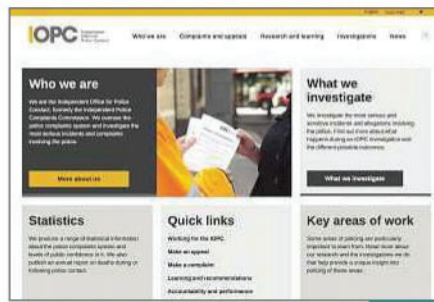 English
IOPC
Independent
Office for
Police Conduct
Who we are
Complaints and appeals
Research and learning
Investigations
News
Who we are
We are the Independent Office for Police
Conduct, formerly the Independent Police
Complaints Commission. We oversee the
police complaints system and investigate the
most serious incidents and complaints
involving the police.
More about us
What we
investigate
We investigate the most serious and
sensitive incidents and allegations involving
the police. Find out more about what
happens during an IOPC investigation and
the different possible outcomes.
What we investigate
Statistics
We produce a range of statistical information
about the police complaints system and
levels of public confidence in it. We also
publish an annual report on deaths during or
following police contact.
Quick links
Working for the IOPC
Make an appeal
Make a complaint
Learning and recommendations
Accountability and performance
Key areas of work
Some areas of policing are particularly
important to learn from. Read more about
our research and the investigations we do
that help provide a unique insight into
policing of these areas.